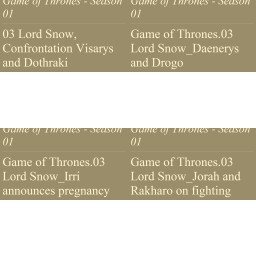 Game of Thrones - Season
01
03 Lord Snow,
Confrontation Visarys
and Dothraki
Game of Thrones - Season
01
Game of Thrones.03
Lord Snow_Daenerys
and Drogo
Game of Thrones - Season
01
Game of Thrones.03
Lord Snow_Irri
announces pregnancy
Game of Thrones - Season
01
Game of Thrones.03
Lord Snow_Jorah and
Rakharo on fighting